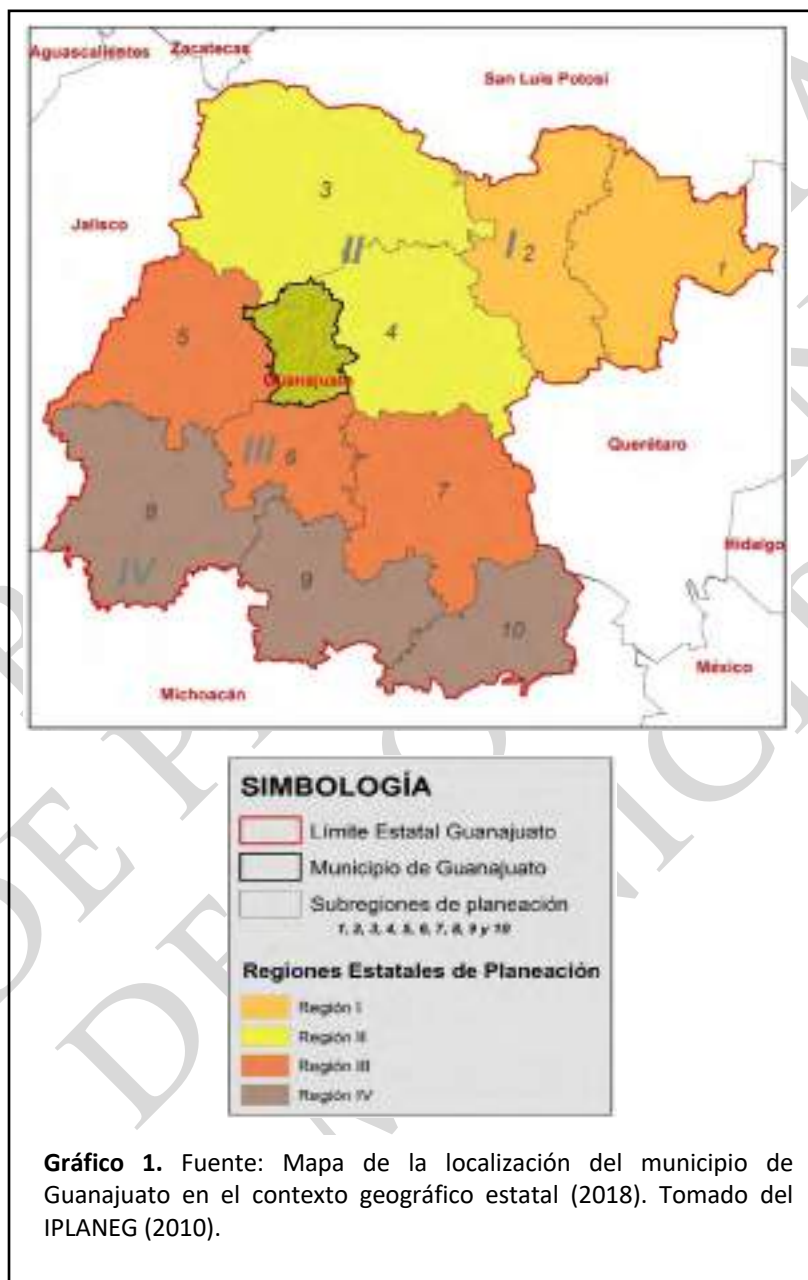 Aguascalientes
Zacatecas
San Luis Potosí
Jalisco
3
II
I
2
1
5
4
Guanajuato
III
6
7
Querétaro
Hidalgo
8
IV
9
10
México
Michoacán
SIMBOLOGÍA
Límite Estatal Guanajuato
Municipio de Guanajuato
Subregiones de planeación
1, 2, 3, 4, 5, 6, 7, 8, 9 y 10
Regiones Estatales de Planeación
Región I
Región II
Región III
Región IV
Gráfico 1. Fuente: Mapa de la localización del municipio de
Guanajuato en el contexto geográfico estatal (2018). Tomado del
IPLANEG (2010).